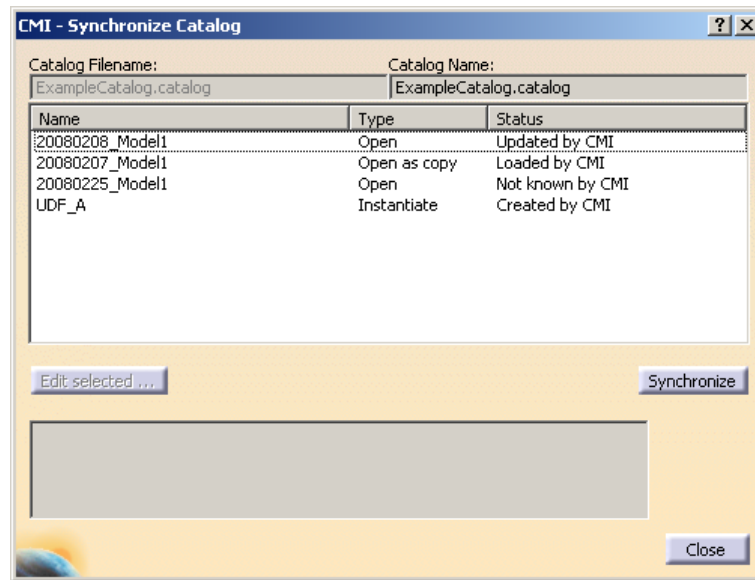 CMI - Synchronize Catalog
Catalog Filename: Catalog Name:
ExampleCatalog.catalog ExampleCatalog.catalog
Name Type Status
20080208_Model1 Open Updated by CMI
20080207_Model1 Open as copy Loaded by CMI
20080225_Model1 Open Not known by CMI
UDF_A Instantiate Created by CMI
Edit selected ... Synchronize
Close